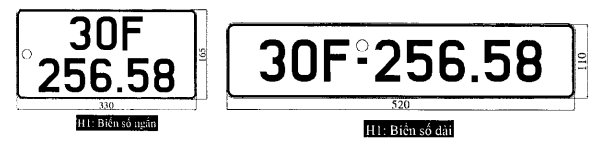 30F
256.58
165
330
H1: Biển số ngắn
30F-256.58
110
520
H1: Biển số dài